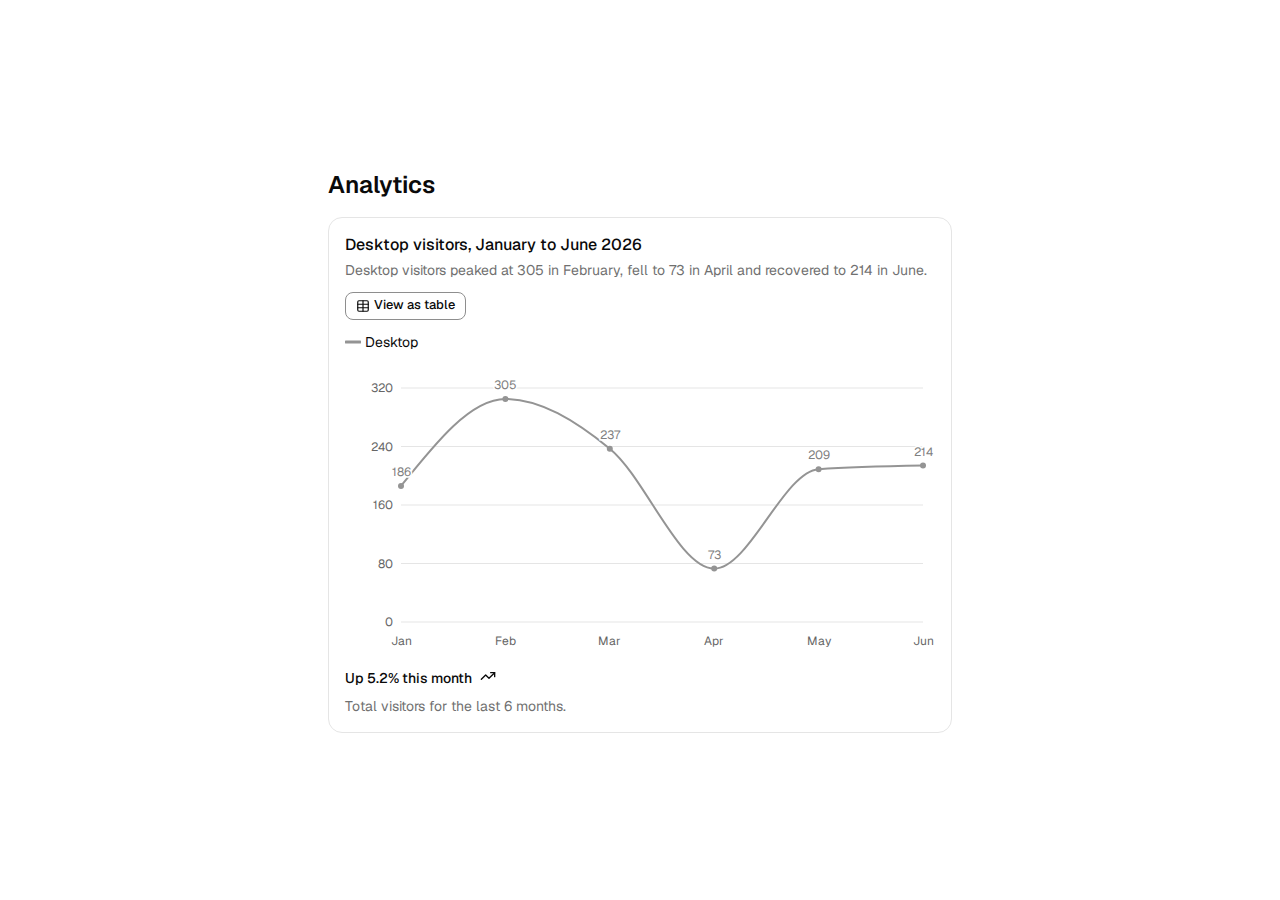 Analytics
Desktop visitors, January to June 2026
Desktop visitors peaked at 305 in February, fell to 73 in April and recovered to 214 in June.
View as table
Desktop
320
305
237
240
214
209
186
160
73
80
0
Jan Feb Mar Apr May Jun
Up 5.2% this month
Total visitors for the last 6 months.